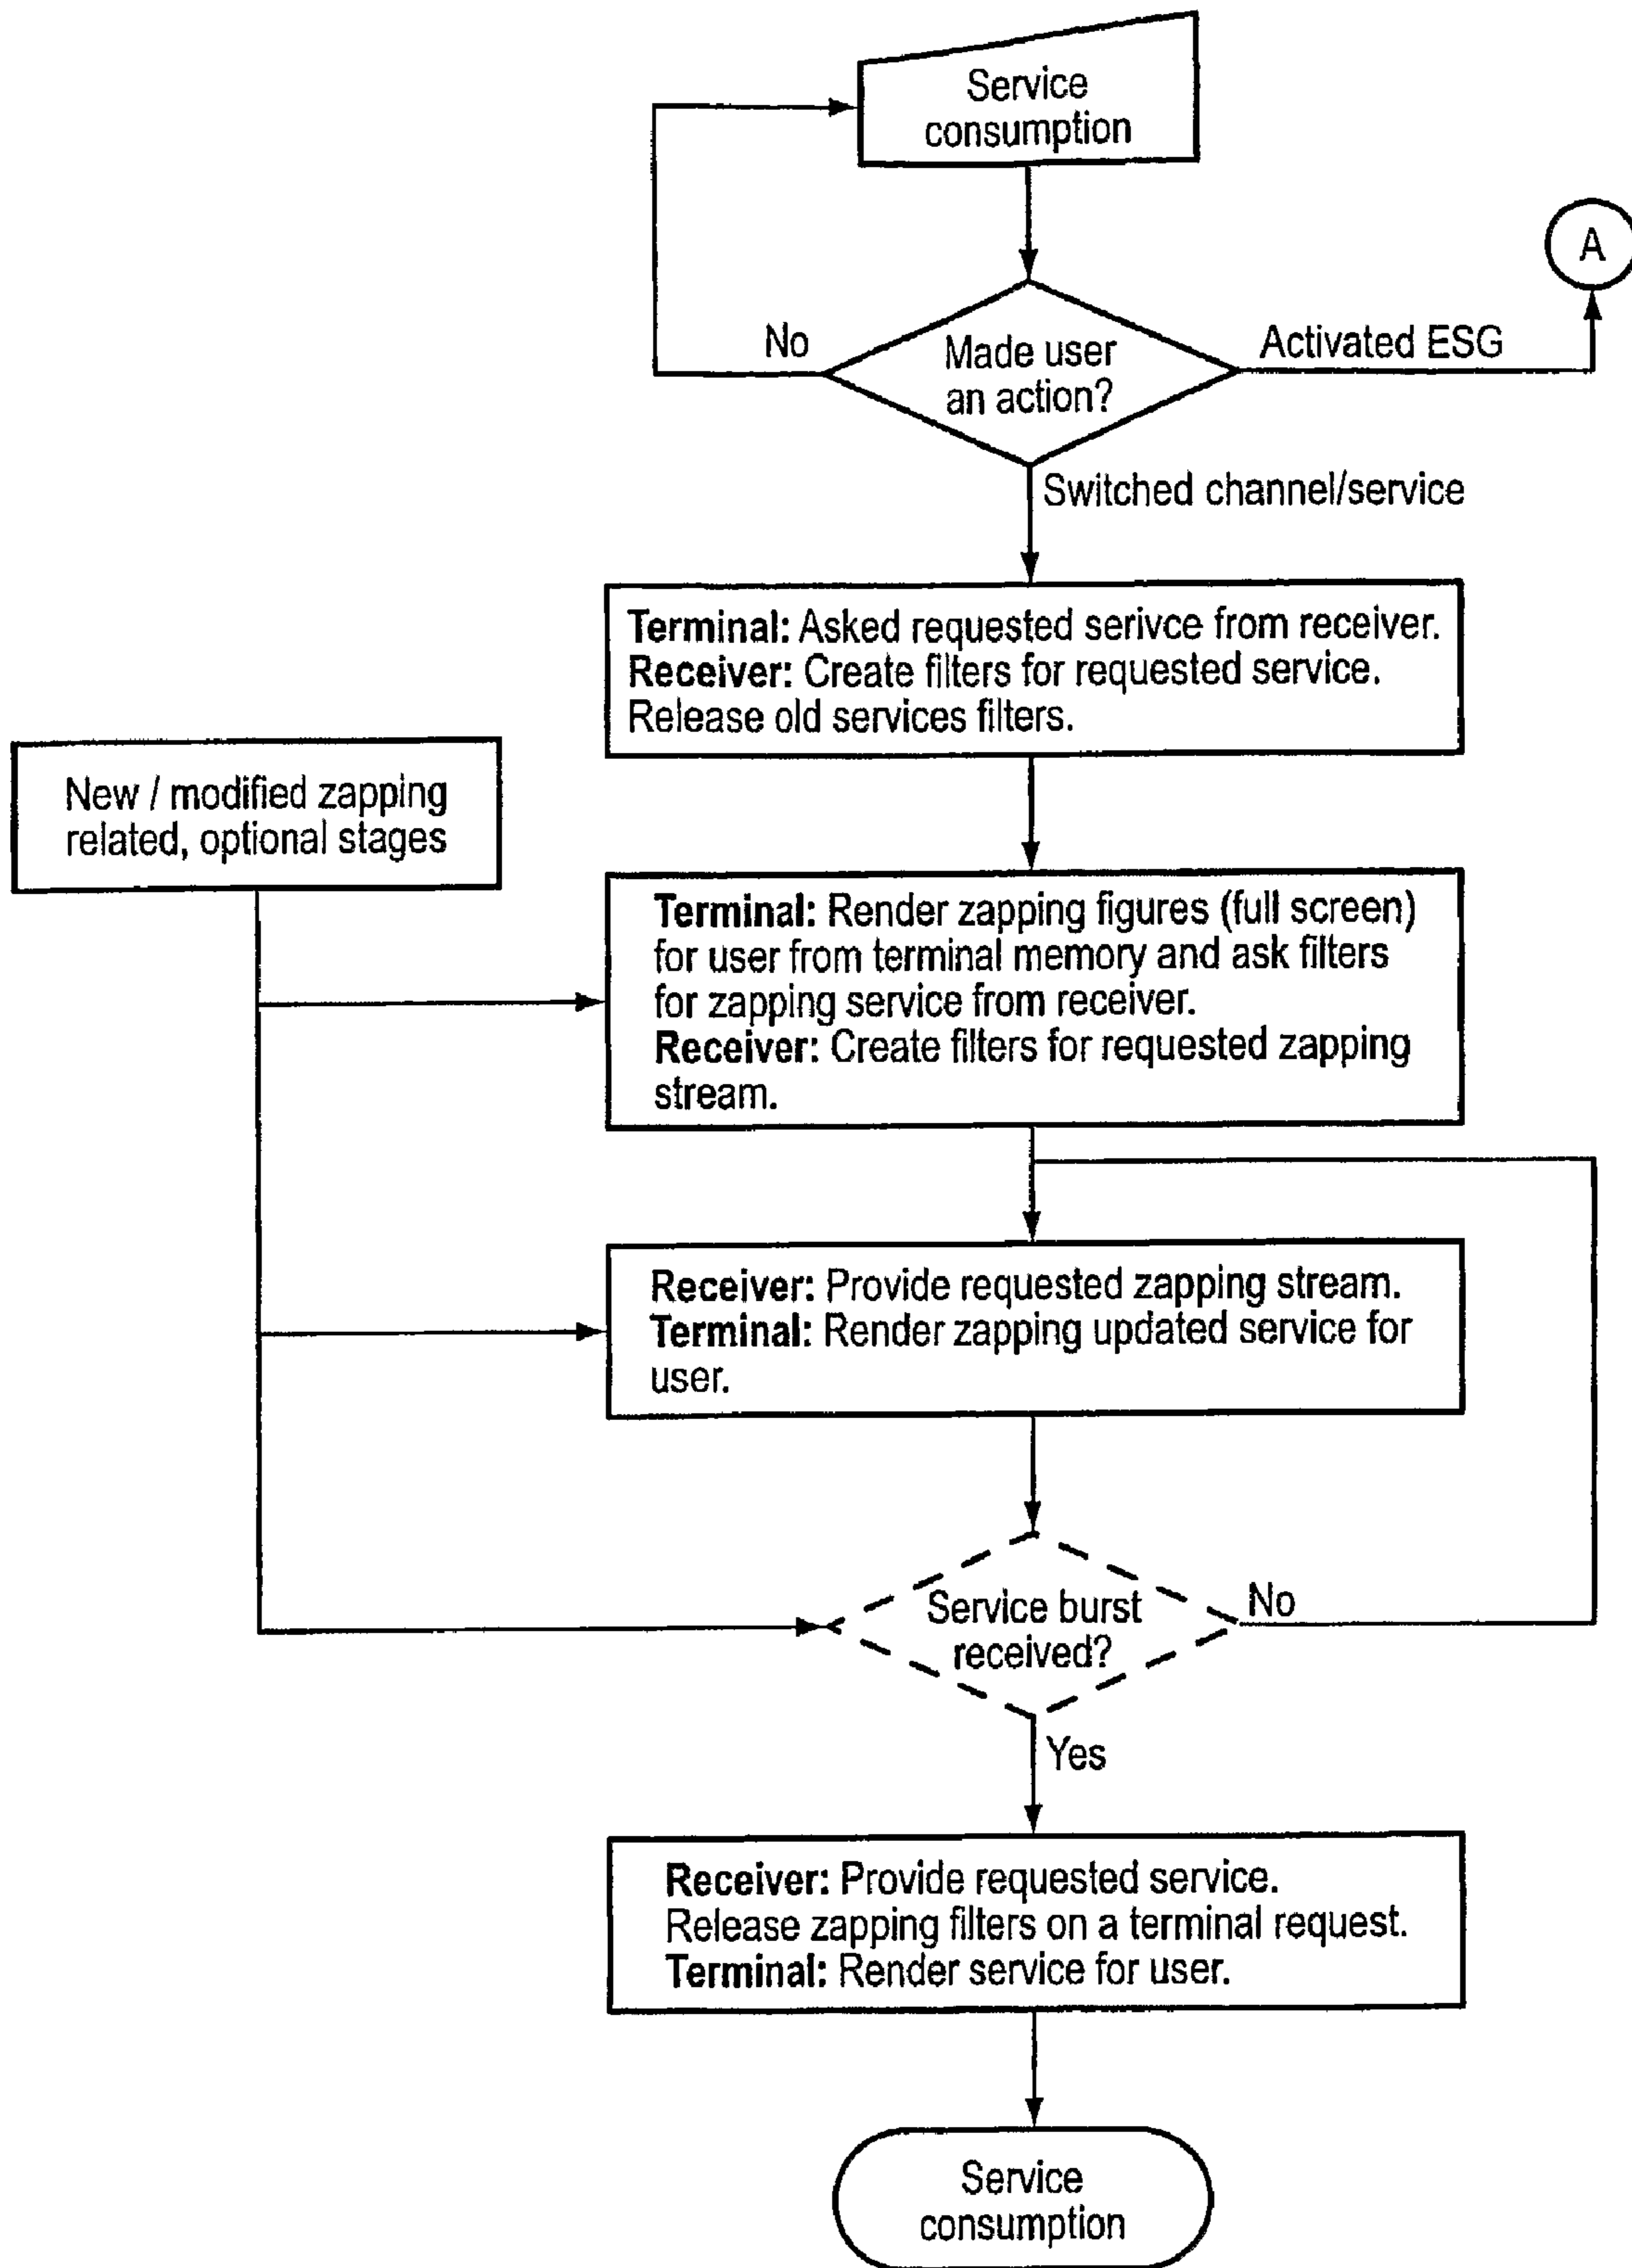 Service
consumption
A
No
Made user
an action?
Activated ESG
Switched channel/service
Terminal: Asked requested serivce from receiver.
Receiver: Create filters for requested service.
Release old services filters.
New / modified zapping
related, optional stages
Terminal: Render zapping figures (full screen)
for user from terminal memory and ask filters
for zapping service from receiver.
Receiver: Create filters for requested zapping
stream.
Receiver: Provide requested zapping stream.
Terminal: Render zapping updated service for
user.
Service burst
received?
No
Yes
Receiver: Provide requested service.
Release zapping filters on a terminal request.
Terminal: Render service for user.
Service
consumption